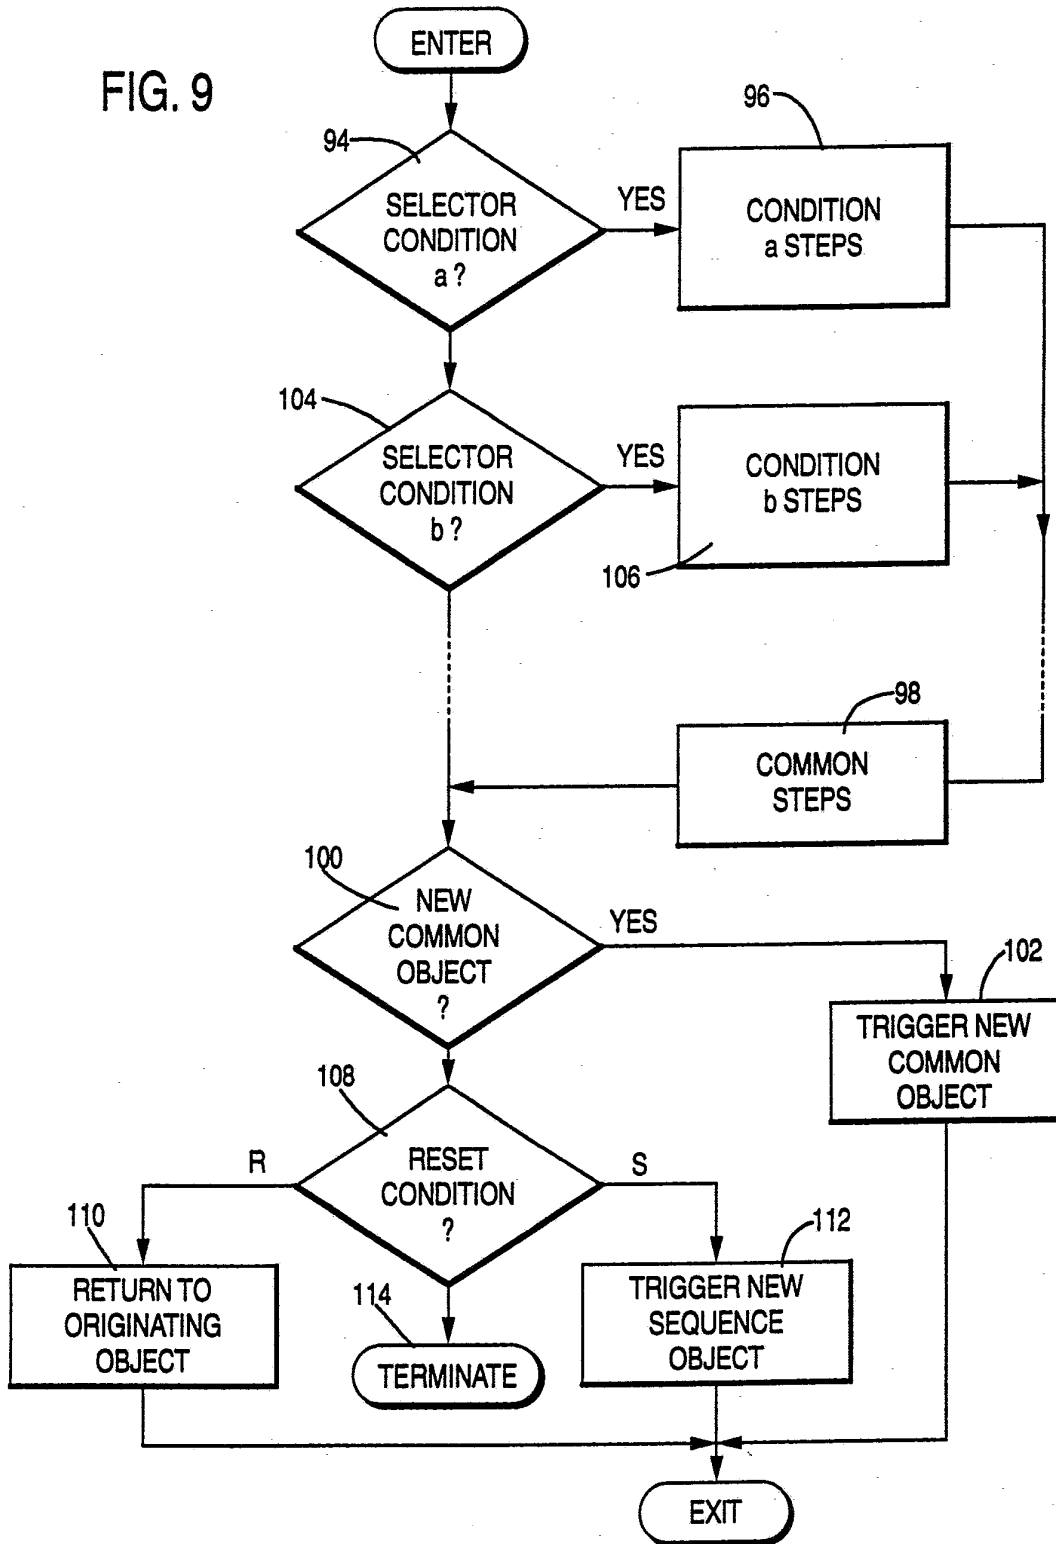 ENTER
FIG. 9
94
96
SELECTOR
CONDITION
a ?
YES
CONDITION
a STEPS
104
SELECTOR
CONDITION
b ?
YES
CONDITION
b STEPS
106
98
COMMON
STEPS
100
NEW
COMMON
OBJECT
?
YES
102
TRIGGER NEW
COMMON
OBJECT
108
RESET
CONDITION
?
R
S
110
RETURN TO
ORIGINATING
OBJECT
114
TERMINATE
112
TRIGGER NEW
SEQUENCE
OBJECT
EXIT